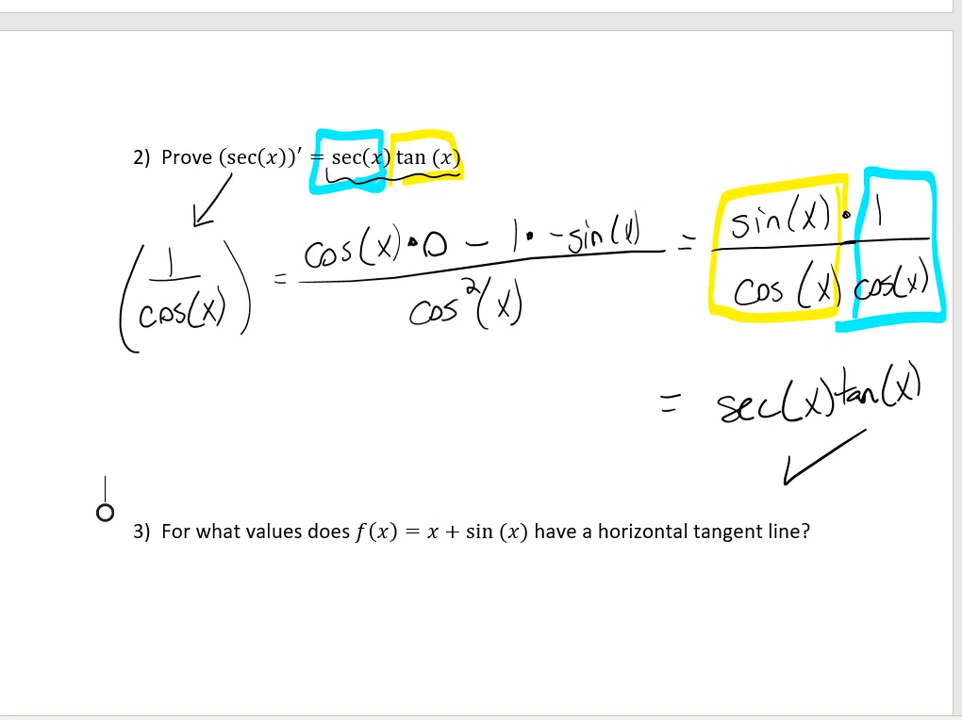 2) Prove (sec(x))′ = sec(x) tan (x)
(1/cos(x)) = (cos(x)·0 − 1·−sin(x))/cos²(x) = (sin(x)·1)/(cos(x) cos(x))
= sec(x)tan(x)
3) For what values does f(x) = x + sin (x) have a horizontal tangent line?